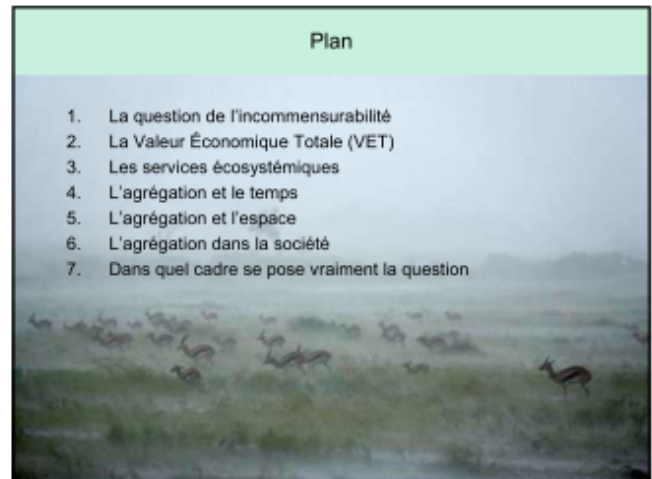 Plan
1. La question de l'incommensurabilité
2. La Valeur Économique Totale (VET)
3. Les services écosystémiques
4. L'agrégation et le temps
5. L'agrégation et l'espace
6. L'agrégation dans la société
7. Dans quel cadre se pose vraiment la question